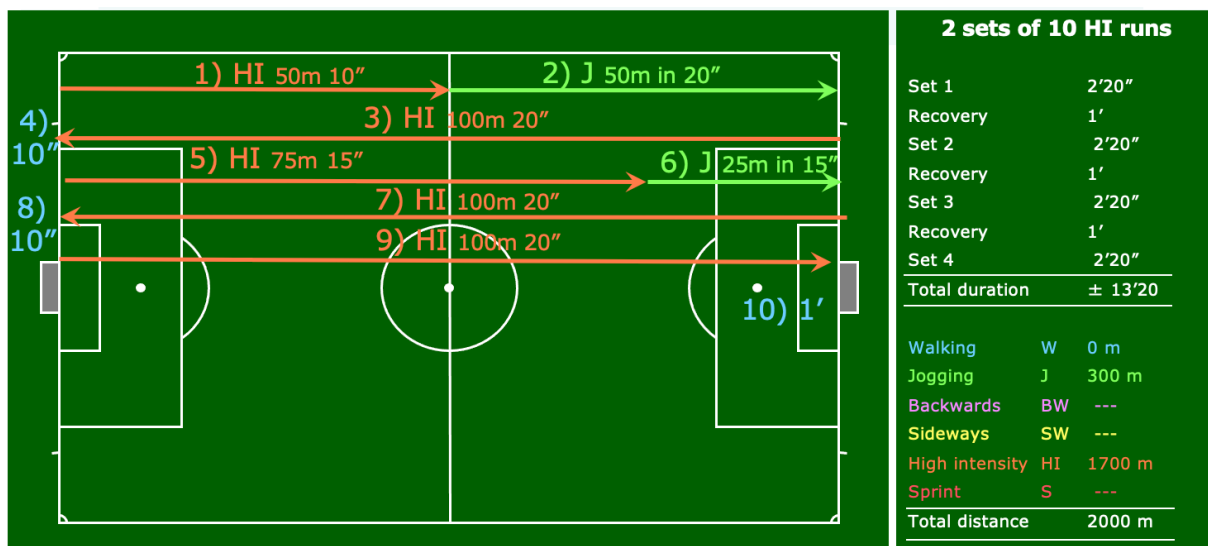 1) HI 50m 10”
2) J 50m in 20”
3) HI 100m 20”
4)
10”
5) HI 75m 15”
6) J 25m in 15”
7) HI 100m 20”
8)
10”
9) HI 100m 20”
10) 1’
2 sets of 10 HI runs
Set 1 2’20”
Recovery 1’
Set 2 2’20”
Recovery 1’
Set 3 2’20”
Recovery 1’
Set 4 2’20”
Total duration ± 13’20
Walking W 0 m
Jogging J 300 m
Backwards BW ---
Sideways SW ---
High intensity HI 1700 m
Sprint S ---
Total distance 2000 m